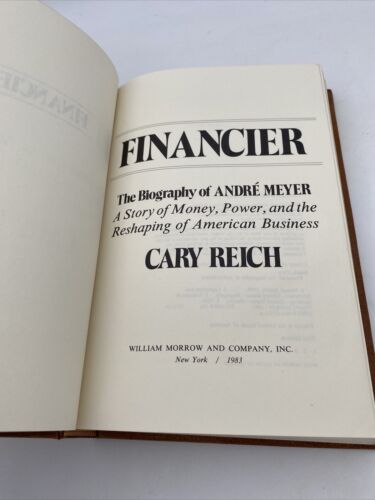 FINANCIER
The Biography of ANDRÉ MEYER
A Story of Money, Power, and the
Reshaping of American Business
CARY REICH
WILLIAM MORROW AND COMPANY, INC.
New York / 1983